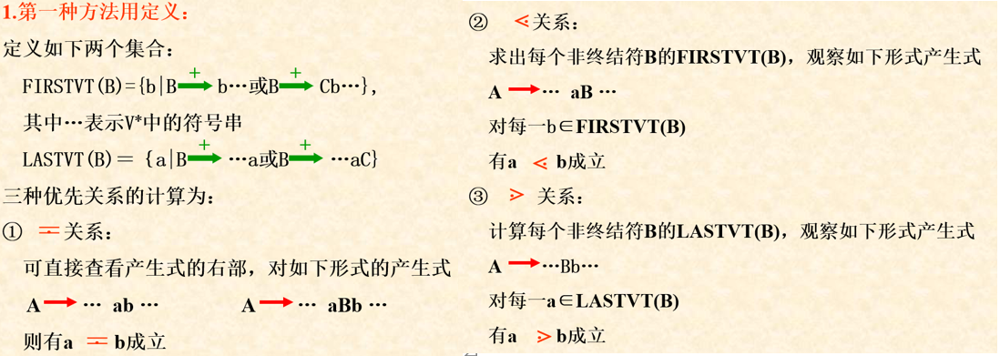 1.第一种方法用定义:
定义如下两个集合:
FIRSTVT(B)={b|B+→b…或B+→ Cb…},
其中…表示V*中的符号串
LASTVT(B)= {a|B+→…a或B+→…aC}
三种优先关系的计算为:
① ≖关系:
可直接查看产生式的右部，对如下形式的产生式
A→… ab … A→… aBb …
则有a ≖ b成立
② ⋖关系:
求出每个非终结符B的FIRSTVT(B)，观察如下形式产生式
A→… aB …
对每一b∈FIRSTVT(B)
有a ⋖ b成立
③ ⋗ 关系:
计算每个非终结符B的LASTVT(B)，观察如下形式产生式
A→…Bb…
对每一a∈LASTVT(B)
有a ⋗b成立